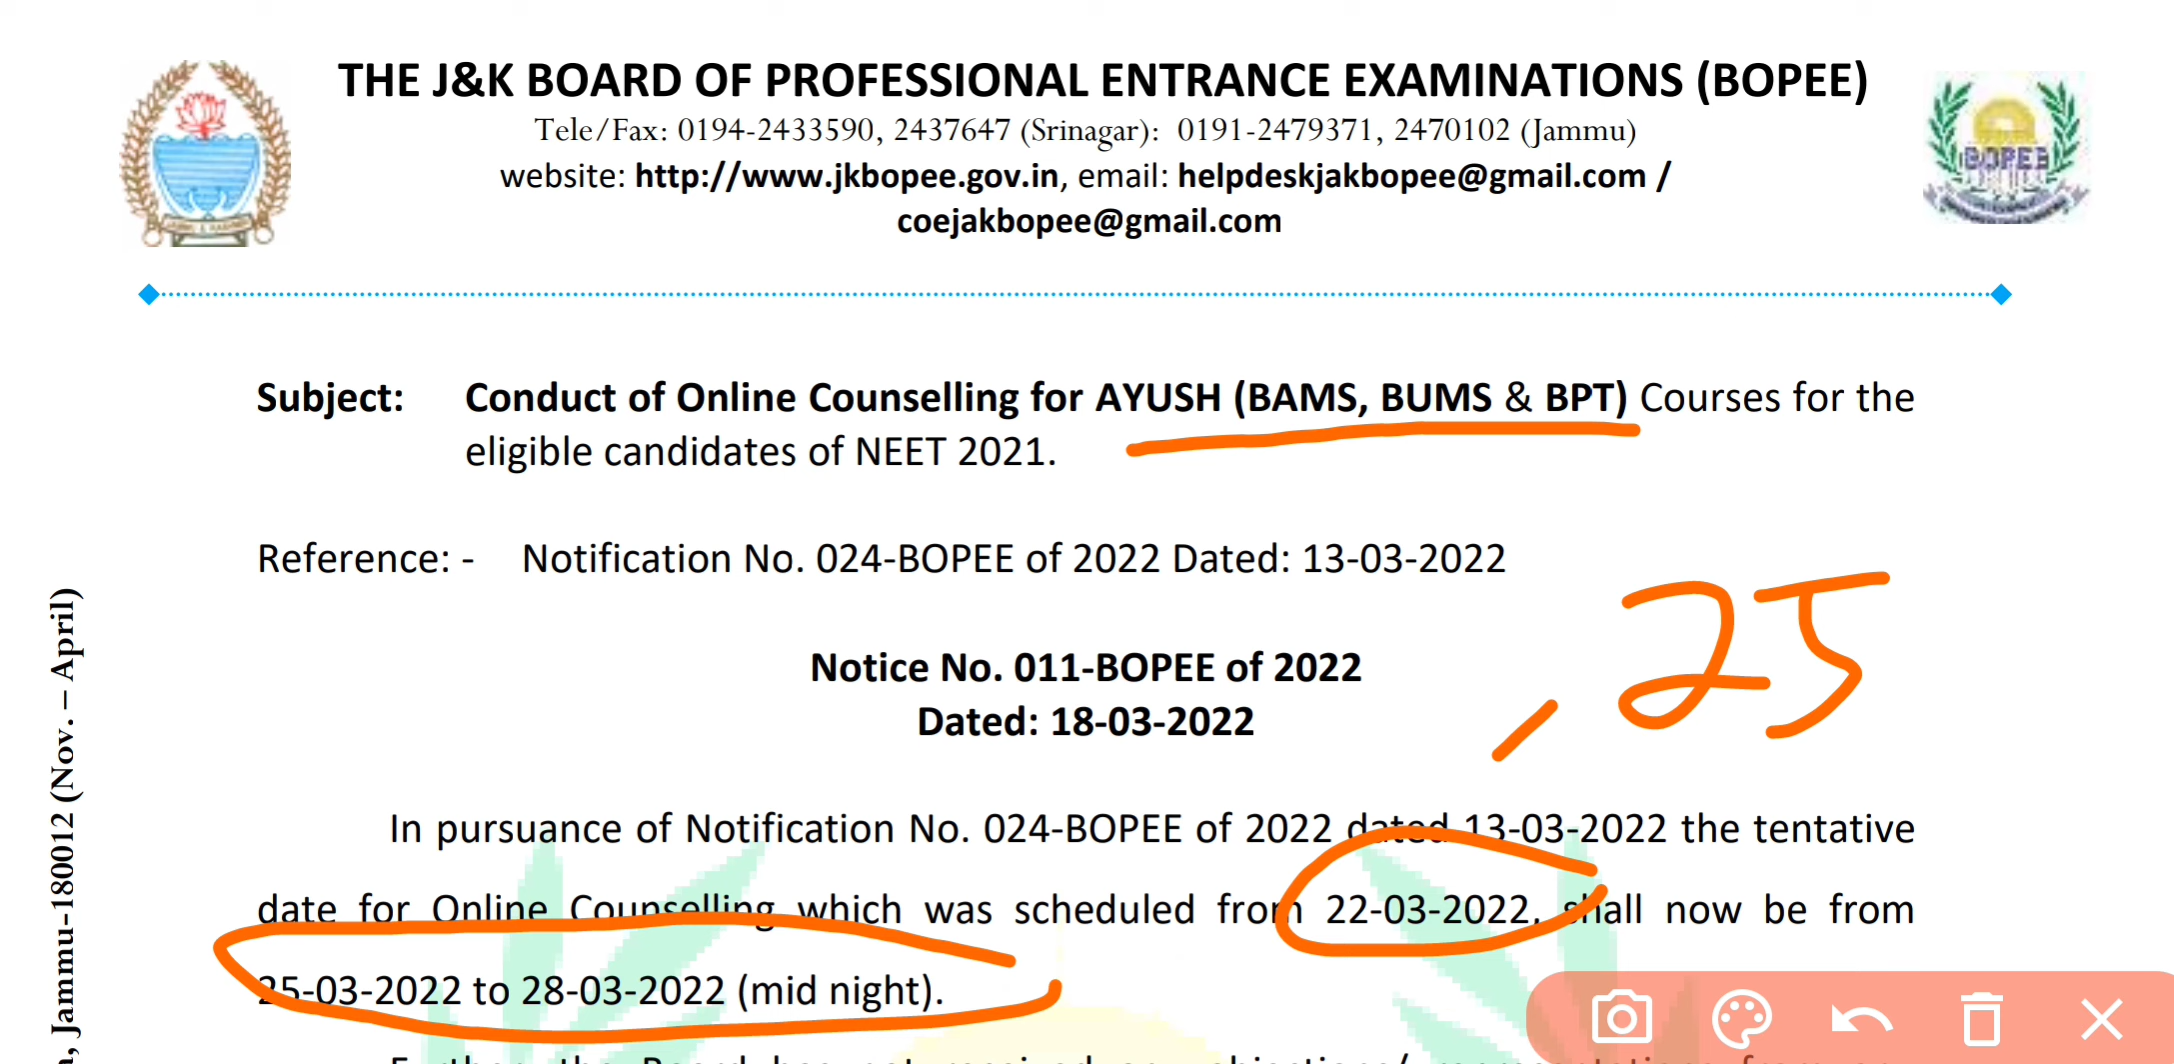 THE J&K BOARD OF PROFESSIONAL ENTRANCE EXAMINATIONS (BOPEE)
Tele/Fax: 0194-2433590, 2437647 (Srinagar): 0191-2479371, 2470102 (Jammu)
website: http://www.jkbopee.gov.in, email: helpdeskjakbopee@gmail.com /
coejakbopee@gmail.com
BOPEE
Subject: Conduct of Online Counselling for AYUSH (BAMS, BUMS & BPT) Courses for the
eligible candidates of NEET 2021.
Reference: - Notification No. 024-BOPEE of 2022 Dated: 13-03-2022
25
Notice No. 011-BOPEE of 2022
Dated: 18-03-2022
In pursuance of Notification No. 024-BOPEE of 2022 dated 13-03-2022 the tentative
date for Online Counselling which was scheduled from 22-03-2022, shall now be from
25-03-2022 to 28-03-2022 (mid night).
, Jammu-180012 (Nov. – April)